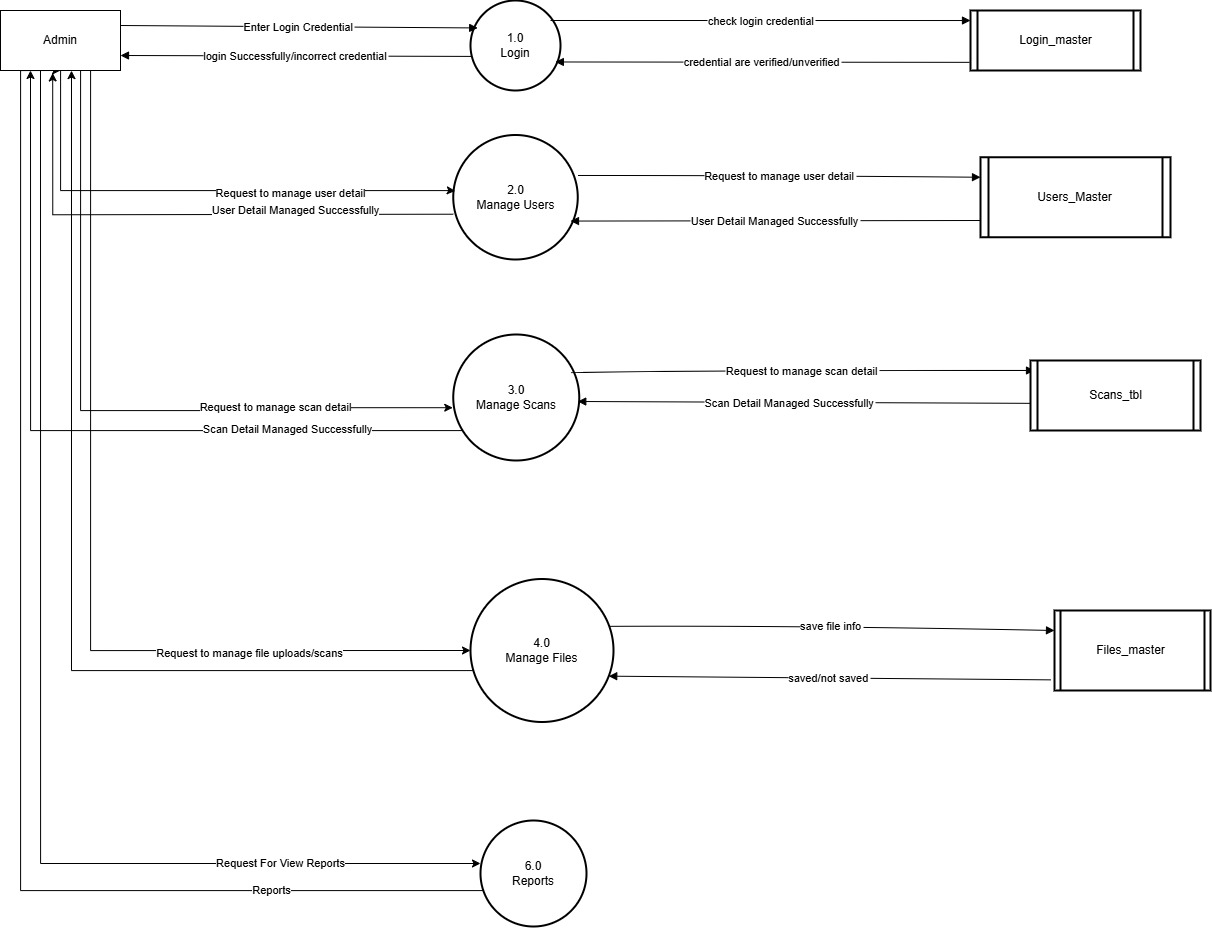 Admin
Enter Login Credential
login Successfully/incorrect credential
1.0
Login
check login credential
credential are verified/unverified
Login_master
Request to manage user detail
User Detail Managed Successfully
2.0
Manage Users
Request to manage user detail
User Detail Managed Successfully
Users_Master
Request to manage scan detail
Scan Detail Managed Successfully
3.0
Manage Scans
Request to manage scan detail
Scan Detail Managed Successfully
Scans_tbl
Request to manage file uploads/scans
4.0
Manage Files
save file info
saved/not saved
Files_master
Request For View Reports
Reports
6.0
Reports